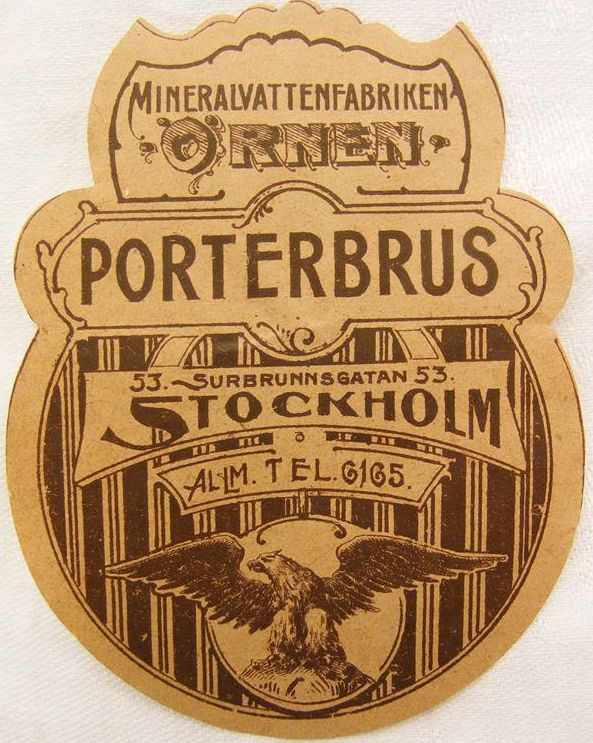 MINERALVATTENFABRIKEN
·ÖRNEN·
PORTERBRUS
53. ~ SURBRUNNSGATAN 53.
STOCKHOLM
ALLM. TEL. 6165.